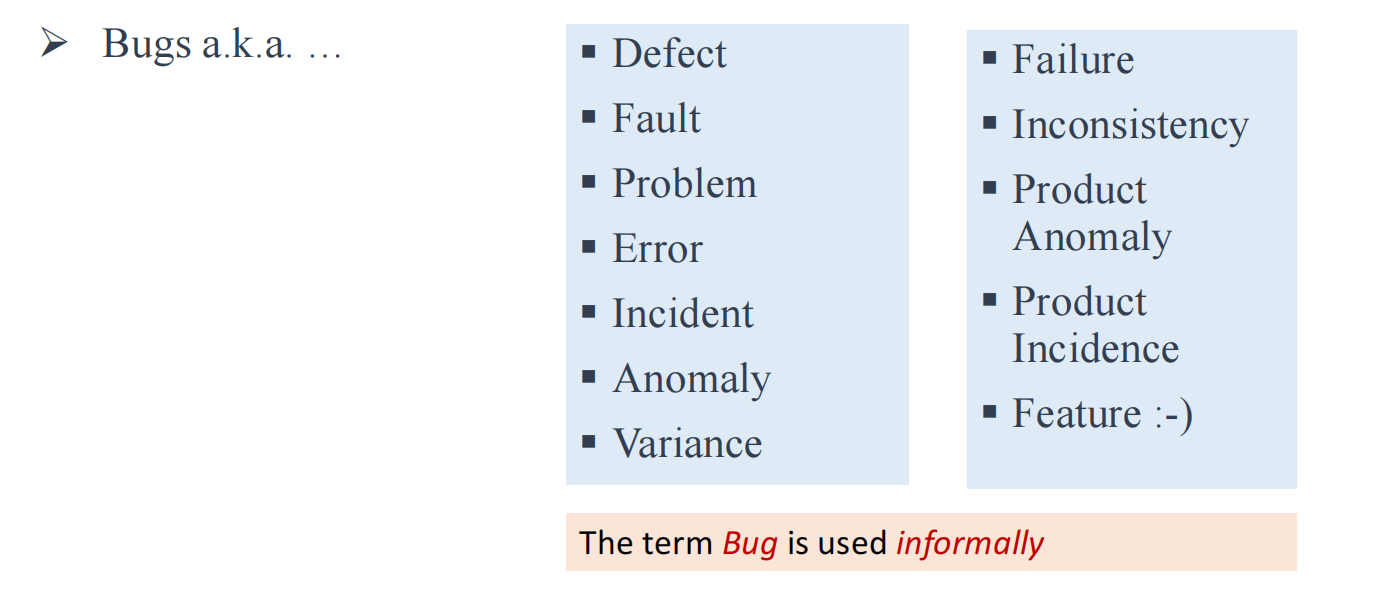 ➢ Bugs a.k.a. …
▪ Defect
▪ Fault
▪ Problem
▪ Error
▪ Incident
▪ Anomaly
▪ Variance
▪ Failure
▪ Inconsistency
▪ Product
Anomaly
▪ Product
Incidence
▪ Feature :-)
The term Bug is used informally